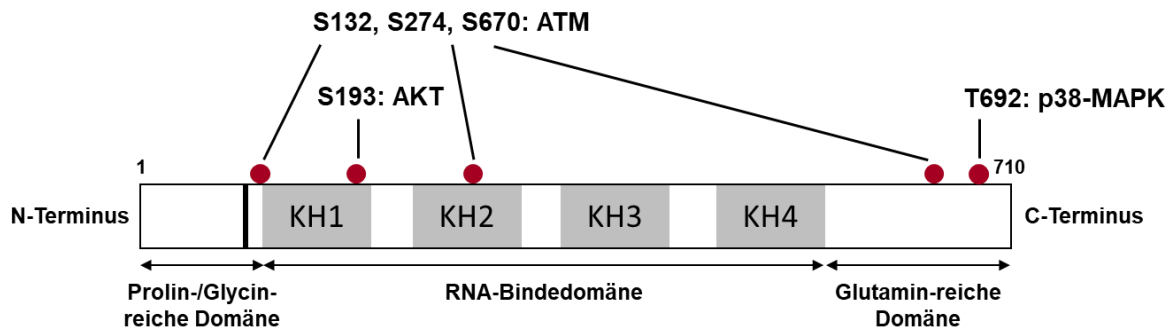 S132, S274, S670: ATM
S193: AKT
T692: p38-MAPK
1
710
N-Terminus
KH1
KH2
KH3
KH4
C-Terminus
Prolin-/Glycin-
reiche Domäne
RNA-Bindedomäne
Glutamin-reiche
Domäne